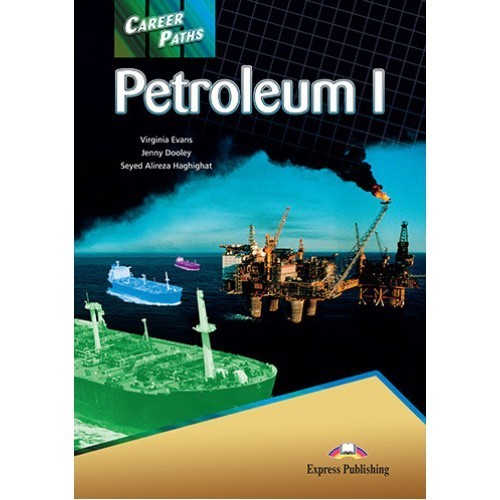 CAREER
PATHS
Petroleum I
Virginia Evans
Jenny Dooley
Seyed Alireza Haghighat
Express Publishing